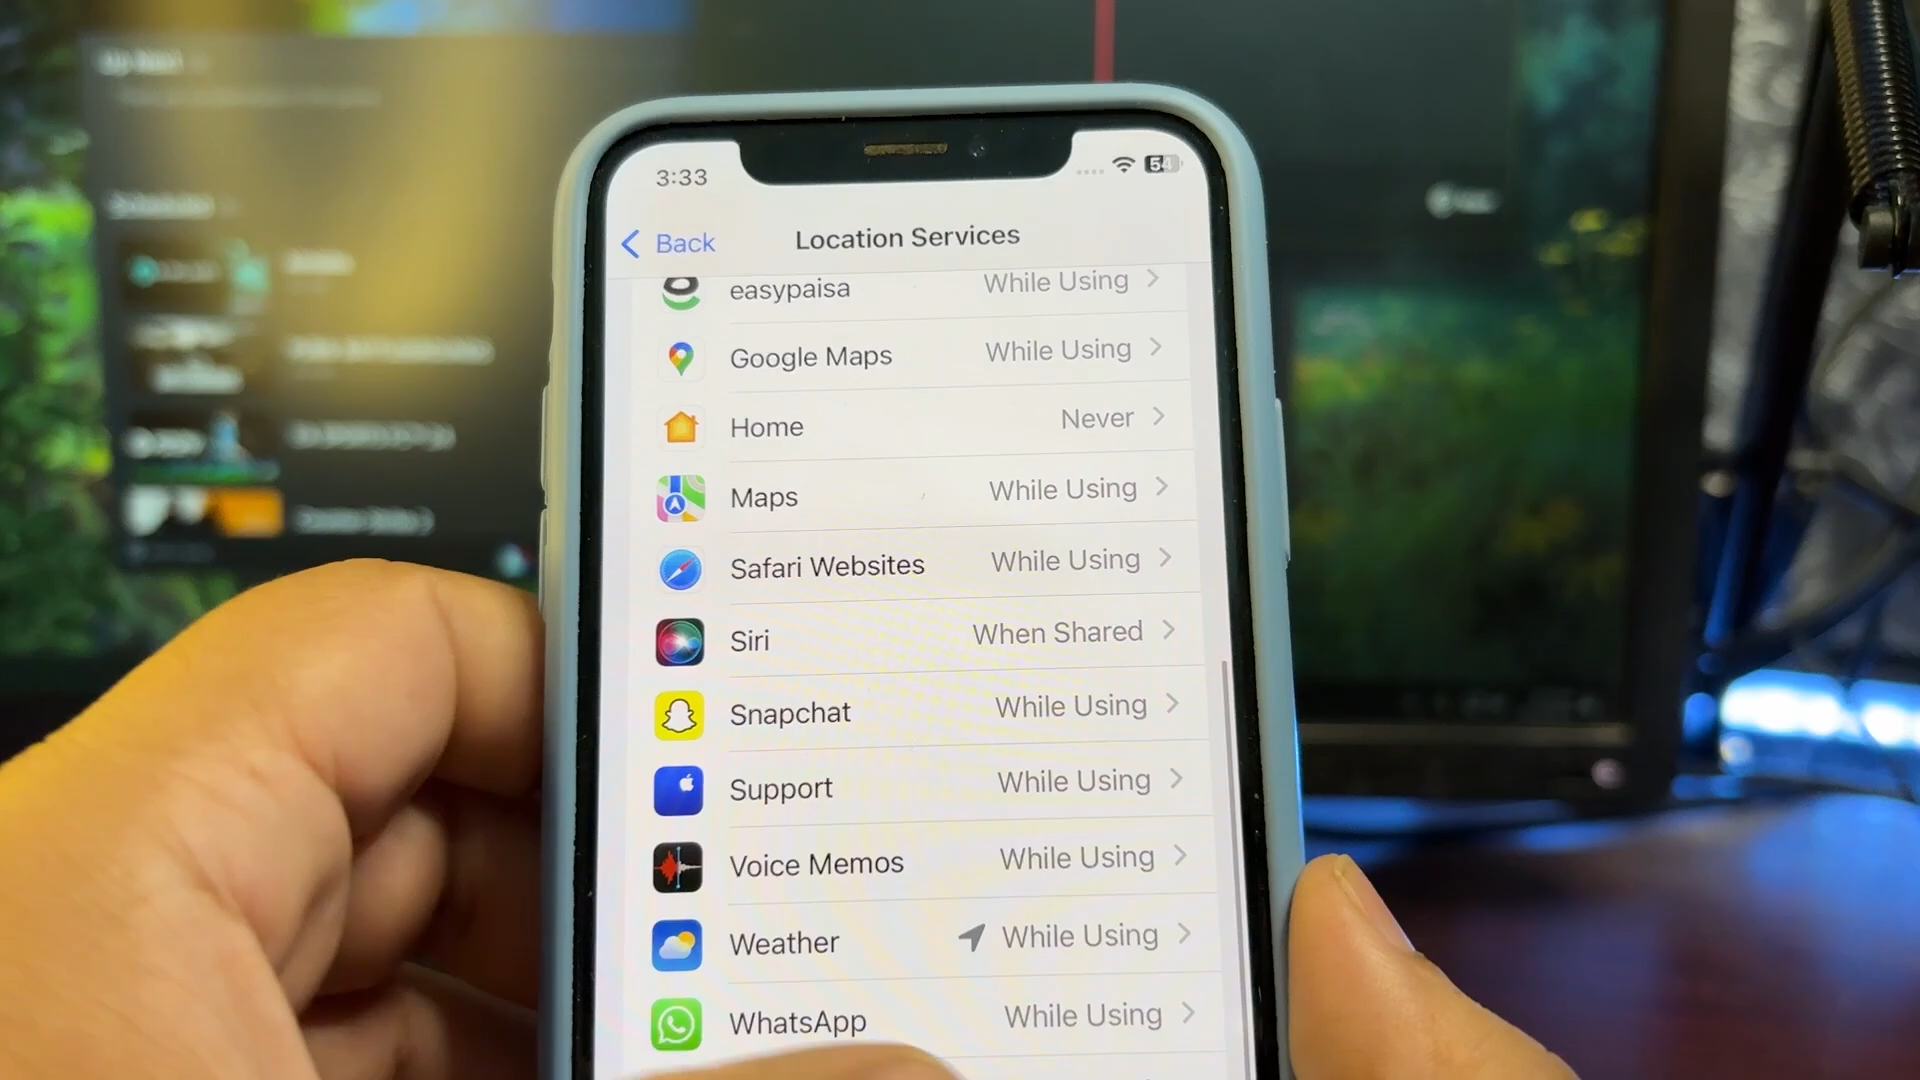 3:33
54
Back
Location Services
easypaisa While Using
Google Maps While Using
Home Never
Maps While Using
Safari Websites While Using
Siri When Shared
Snapchat While Using
Support While Using
Voice Memos While Using
Weather While Using
WhatsApp While Using